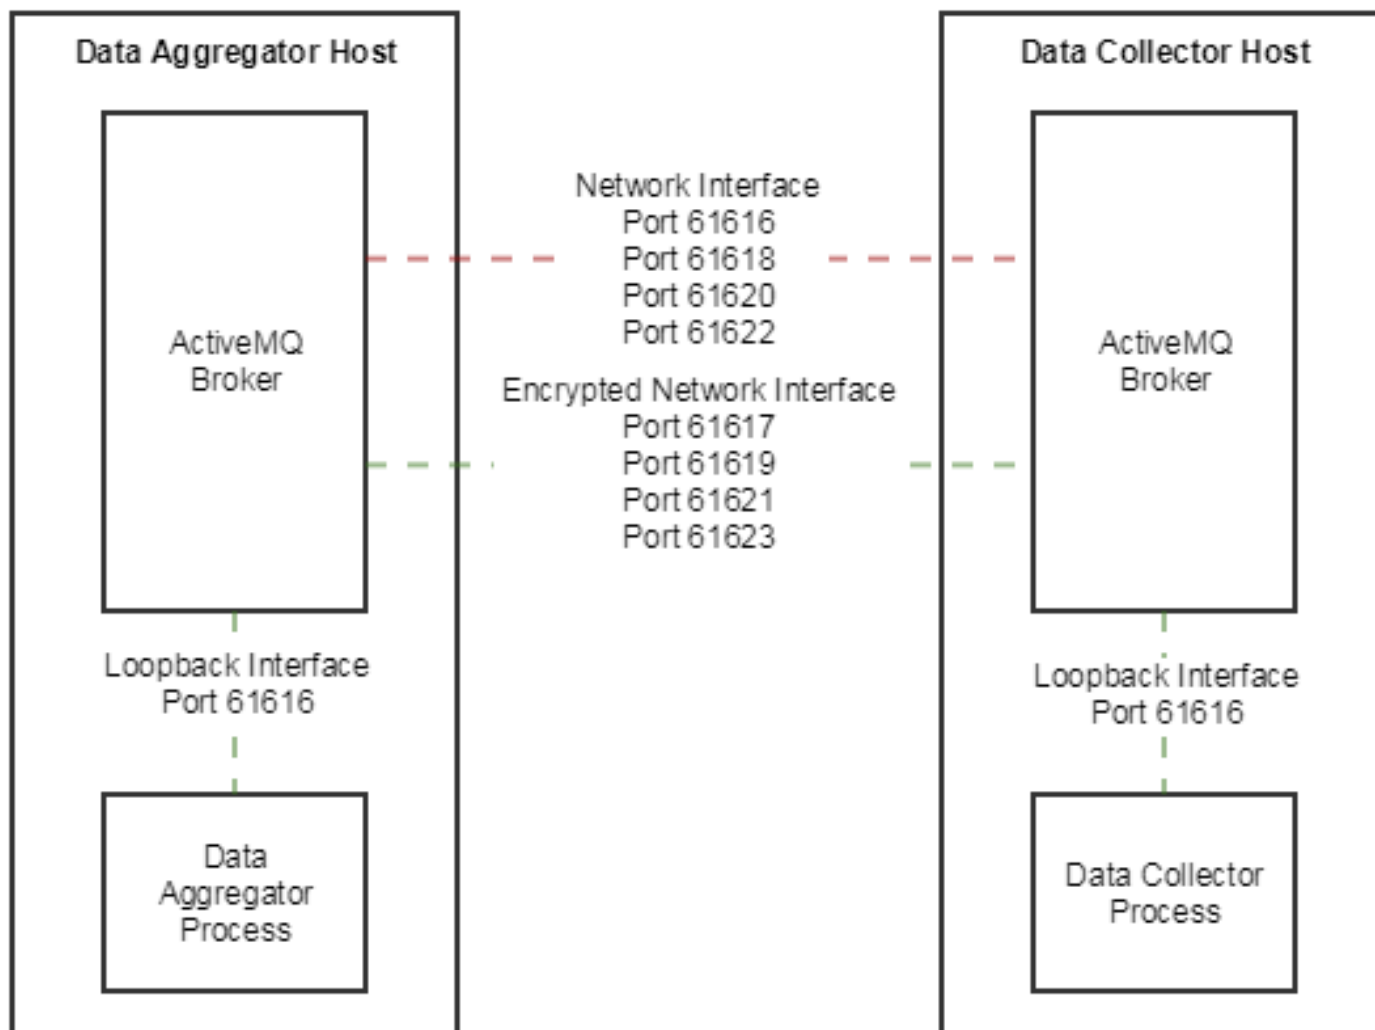 Data Aggregator Host
Data Collector Host
Network Interface
Port 61616
Port 61618
Port 61620
Port 61622
ActiveMQ
Broker
ActiveMQ
Broker
Encrypted Network Interface
Port 61617
Port 61619
Port 61621
Port 61623
Loopback Interface
Port 61616
Loopback Interface
Port 61616
Data
Aggregator
Process
Data Collector
Process